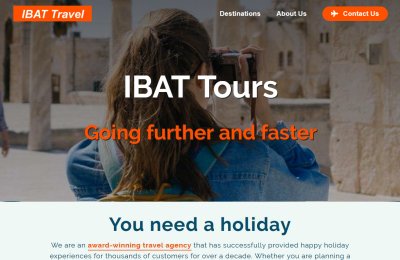 IBAT Travel
Destinations
About Us
Contact Us
IBAT Tours
Going further and faster
You need a holiday
We are an award-winning travel agency that has successfully provided happy holiday
experiences for thousands of customers for over a decade. Whether you are planning a